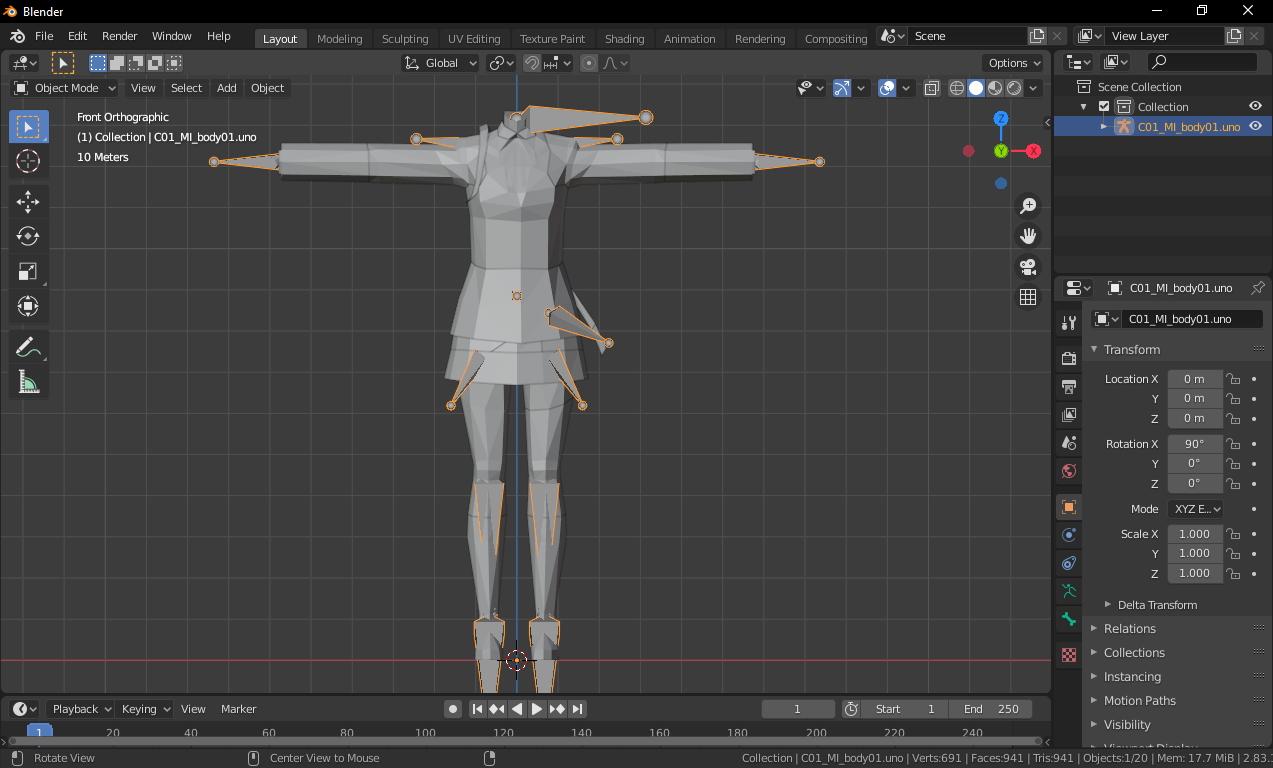 Blender
File Edit Render Window Help Layout Modeling Sculpting UV Editing Texture Paint Shading Animation Rendering Compositing Scene View Layer
Global Options
Object Mode View Select Add Object
Front Orthographic
(1) Collection | C01_MI_body01.uno
10 Meters
Z
Y
X
Scene Collection
Collection
C01_MI_body01.uno
C01_MI_body01.uno
C01_MI_body01.uno
Transform
Location X 0 m
Y 0 m
Z 0 m
Rotation X 90°
Y 0°
Z 0°
Mode XYZ E...
Scale X 1.000
Y 1.000
Z 1.000
Delta Transform
Relations
Collections
Instancing
Motion Paths
Visibility
Playback Keying View Marker 1 Start 1 End 250
1 20 40 60 80 100 120 140 160 180 200 220 240
Rotate View Center View to Mouse Collection | C01_MI_body01.uno | Verts:691 | Faces:941 | Tris:941 | Objects:1/20 | Mem: 17.7 MiB | 2.83.